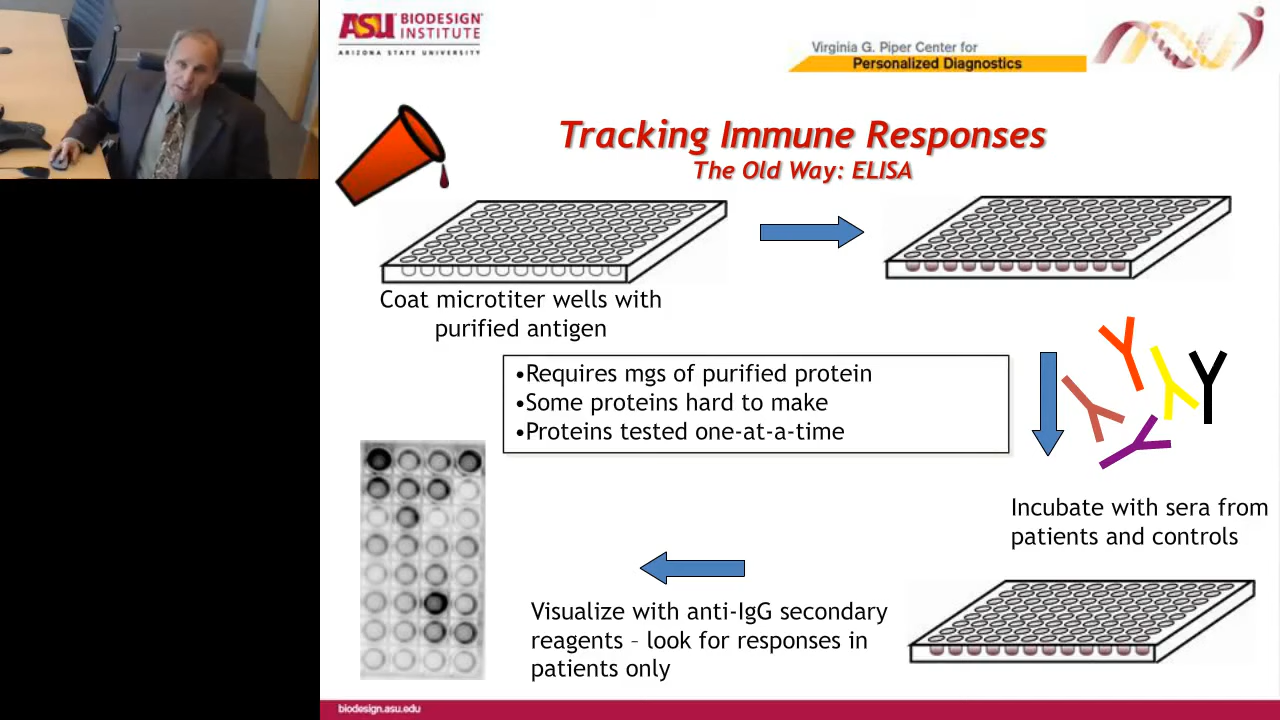 ASU BIODESIGN
INSTITUTE
ARIZONA STATE UNIVERSITY
Virginia G. Piper Center for
Personalized Diagnostics
Tracking Immune Responses
The Old Way: ELISA
Coat microtiter wells with
purified antigen
•Requires mgs of purified protein
•Some proteins hard to make
•Proteins tested one-at-a-time
Incubate with sera from
patients and controls
Visualize with anti-IgG secondary
reagents – look for responses in
patients only
biodesign.asu.edu